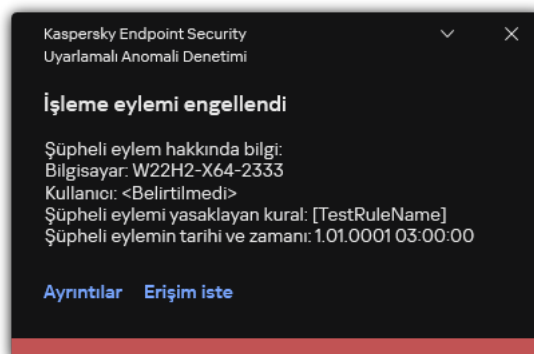 Kaspersky Endpoint Security
Uyarlamalı Anomali Denetimi
İşleme eylemi engellendi
Şüpheli eylem hakkında bilgi:
Bilgisayar: W22H2-X64-2333
Kullanıcı: <Belirtilmedi>
Şüpheli eylemi yasaklayan kural: [TestRuleName]
Şüpheli eylemin tarihi ve zamanı: 1.01.0001 03:00:00
Ayrıntılar Erişim iste